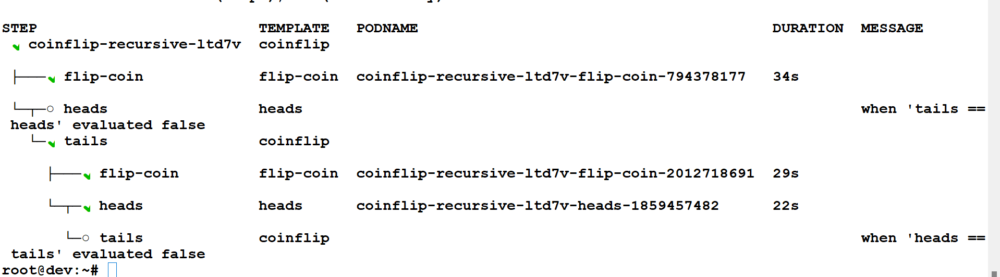 STEP TEMPLATE PODNAME DURATION MESSAGE
✔ coinflip-recursive-ltd7v coinflip
├───✔ flip-coin flip-coin coinflip-recursive-ltd7v-flip-coin-794378177 34s
└─┬─○ heads heads when 'tails ==
heads' evaluated false
└─✔ tails coinflip
├───✔ flip-coin flip-coin coinflip-recursive-ltd7v-flip-coin-2012718691 29s
└─┬─✔ heads heads coinflip-recursive-ltd7v-heads-1859457482 22s
└─○ tails coinflip when 'heads ==
tails' evaluated false
root@dev:~#